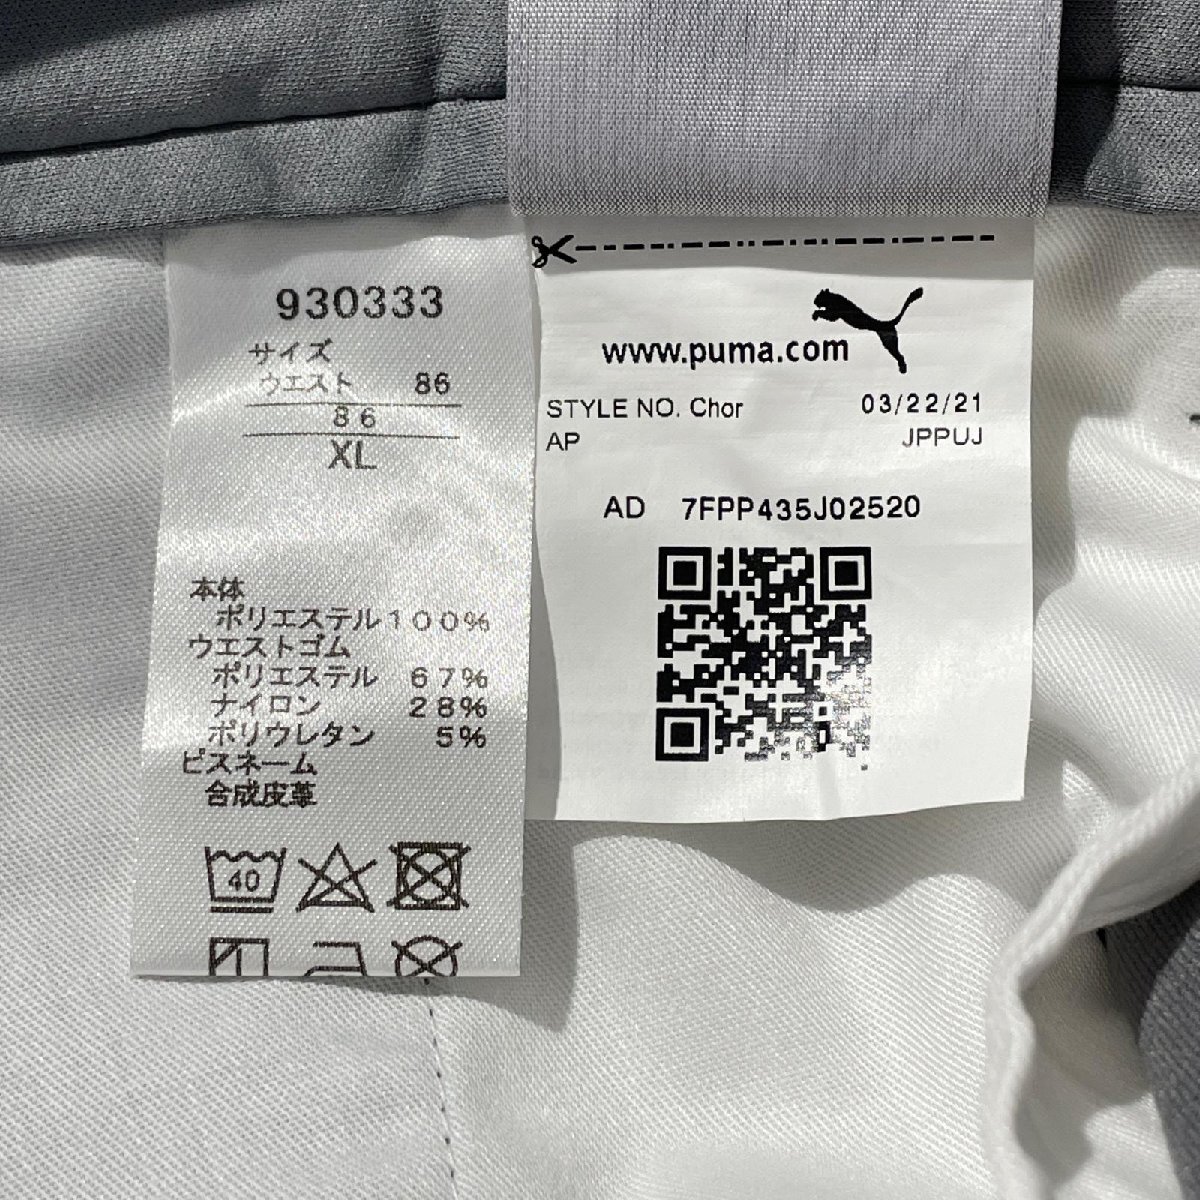 930333
サイズ
ウエスト 86
86
XL
本体
ポリエステル100%
ウエストゴム
ポリエステル 67%
ナイロン 28%
ポリウレタン 5%
ピスネーム
合成皮革
40
www.puma.com
STYLE NO. Chor 03/22/21
AP JPPUJ
AD 7FPP435J02520